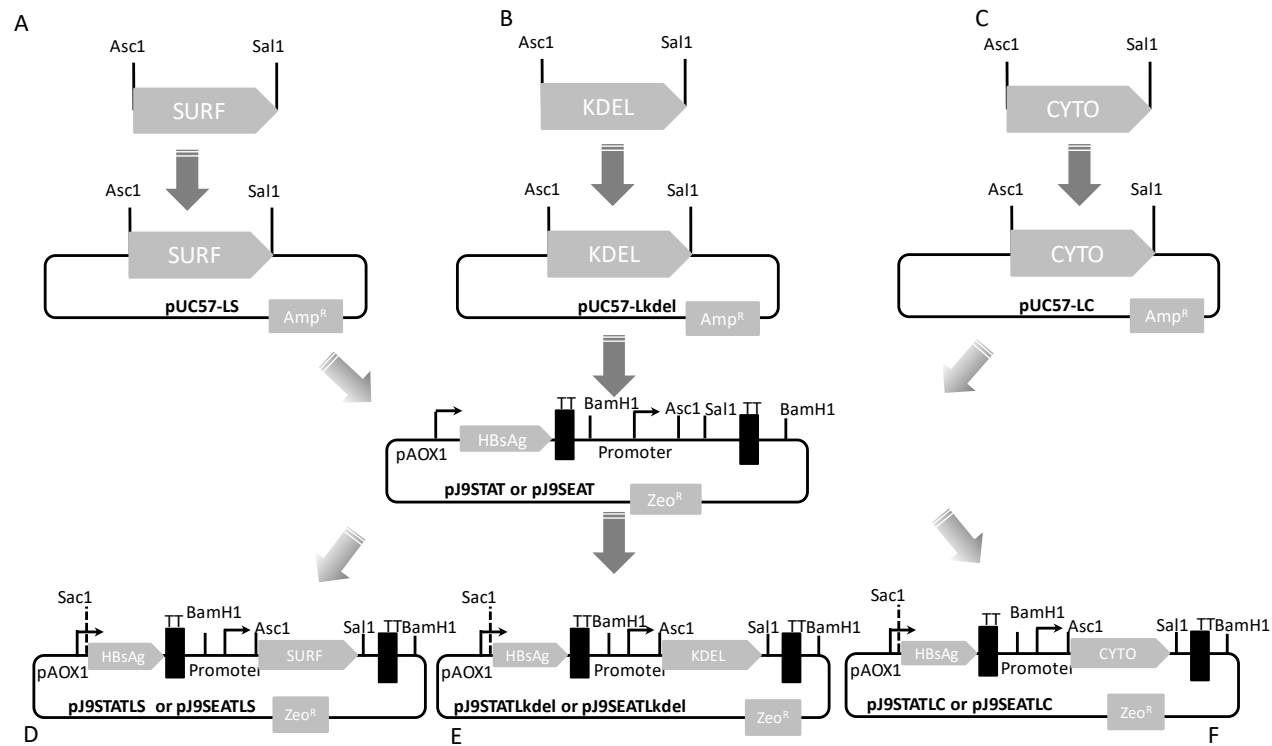 A
B
C
Asc1 Sal1
Asc1 Sal1
Asc1 Sal1
SURF
KDEL
CYTO
Asc1 Sal1
Asc1 Sal1
Asc1 Sal1
SURF
KDEL
CYTO
pUC57-LS
AmpR
pUC57-Lkdel
AmpR
pUC57-LC
AmpR
TT BamH1 Asc1 Sal1 TT BamH1
HBsAg
pAOX1 Promoter
pJ9STAT or pJ9SEAT
ZeoR
Sac1
TT BamH1 Asc1 Sal1 TTBamH1
HBsAg SURF
pAOX1 Promoter
pJ9STATLS or pJ9SEATLS
ZeoR
D
Sac1
TTBamH1 Asc1 Sal1 TTBamH1
HBsAg KDEL
pAOX1 Promoter
pJ9STATLkdel or pJ9SEATLkdel
ZeoR
E
Sac1
TT BamH1 Asc1 Sal1 TTBamH1
HBsAg CYTO
pAOX1 Promoter
pJ9STATLC or pJ9SEATLC
ZeoR
F